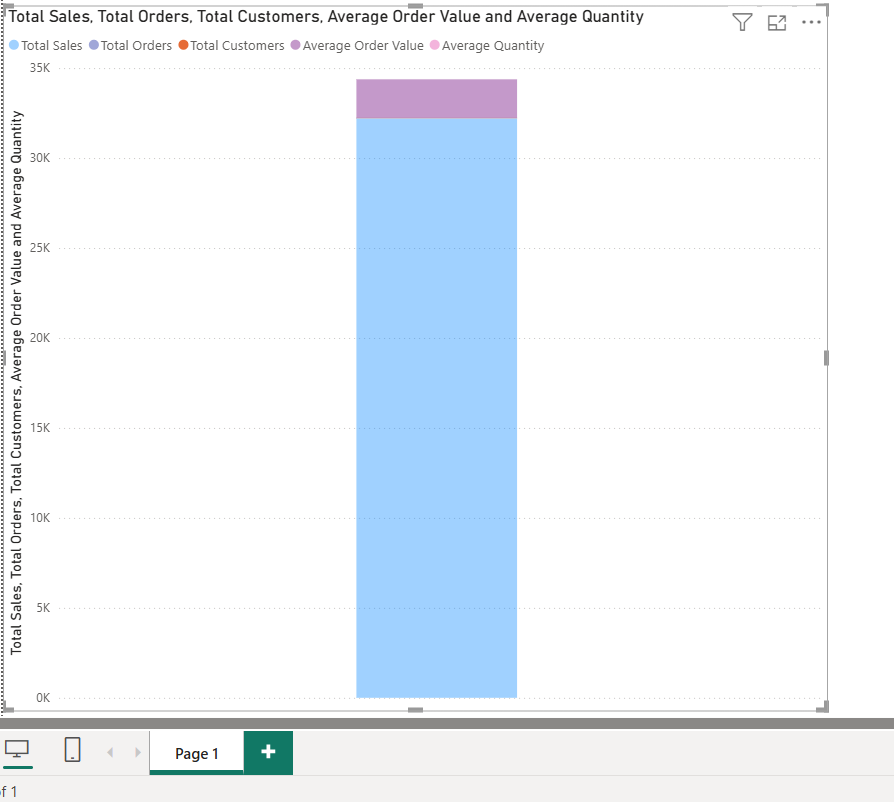 Total Sales, Total Orders, Total Customers, Average Order Value and Average Quantity
Total Sales Total Orders Total Customers Average Order Value Average Quantity
Total Sales, Total Orders, Total Customers, Average Order Value and Average Quantity
35K
30K
25K
20K
15K
10K
5K
0K
Page 1
of 1